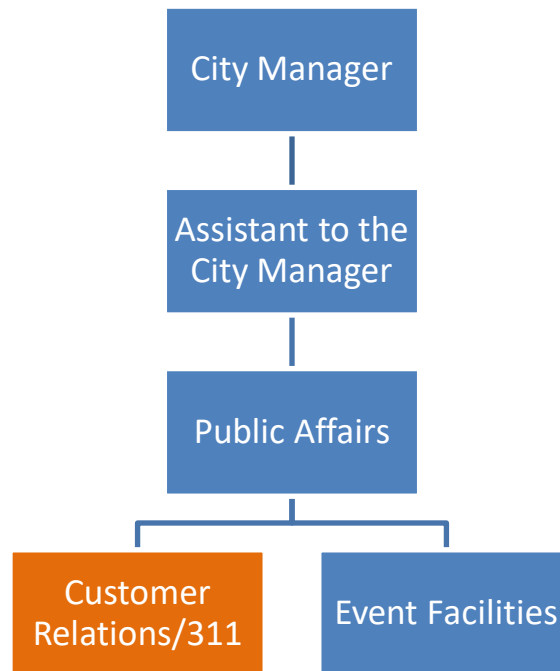 City Manager
Assistant to the
City Manager
Public Affairs
Customer
Relations/311
Event Facilities